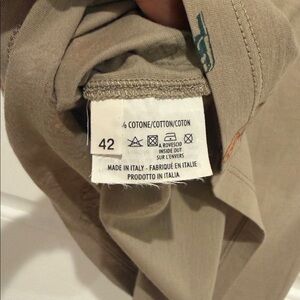 % COTONE/COTTON/COTON
42
A ROVESCIO
INSIDE OUT
SUR L'ENVERS
MADE IN ITALY - FABRIQUÉ EN ITALIE
PRODOTTO IN ITALIA